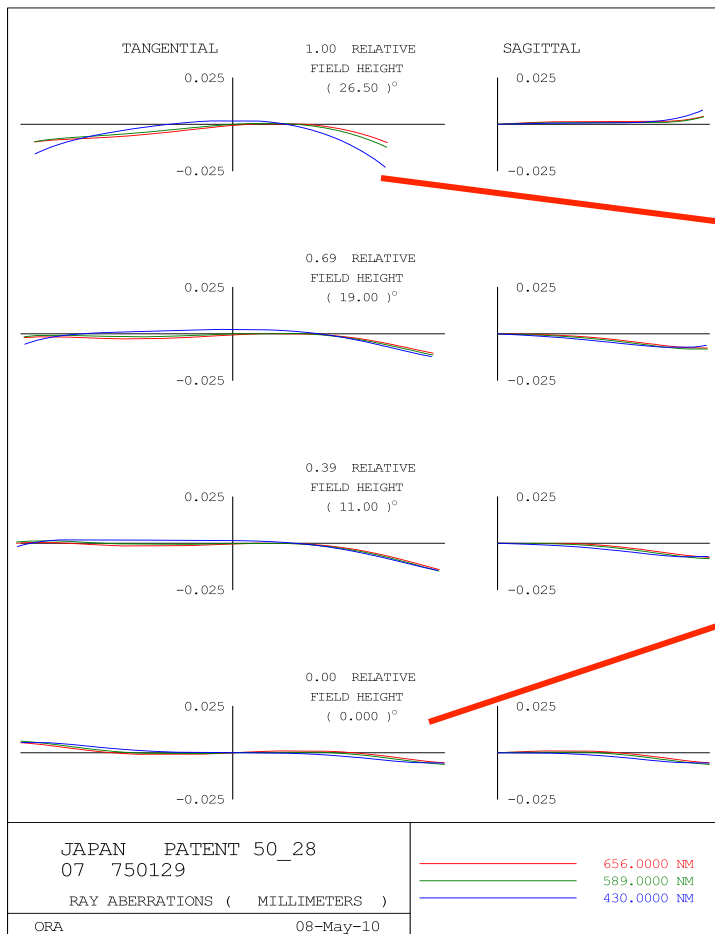 TANGENTIAL 1.00 RELATIVE SAGITTAL
FIELD HEIGHT
0.025 ( 26.50 )° 0.025
-0.025 -0.025
0.69 RELATIVE
FIELD HEIGHT
0.025 ( 19.00 )° 0.025
-0.025 -0.025
0.39 RELATIVE
FIELD HEIGHT
0.025 ( 11.00 )° 0.025
-0.025 -0.025
0.00 RELATIVE
FIELD HEIGHT
0.025 ( 0.000 )° 0.025
-0.025 -0.025
JAPAN PATENT 50_28
07 750129
RAY ABERRATIONS ( MILLIMETERS )
ORA 08-May-10
656.0000 NM
589.0000 NM
430.0000 NM